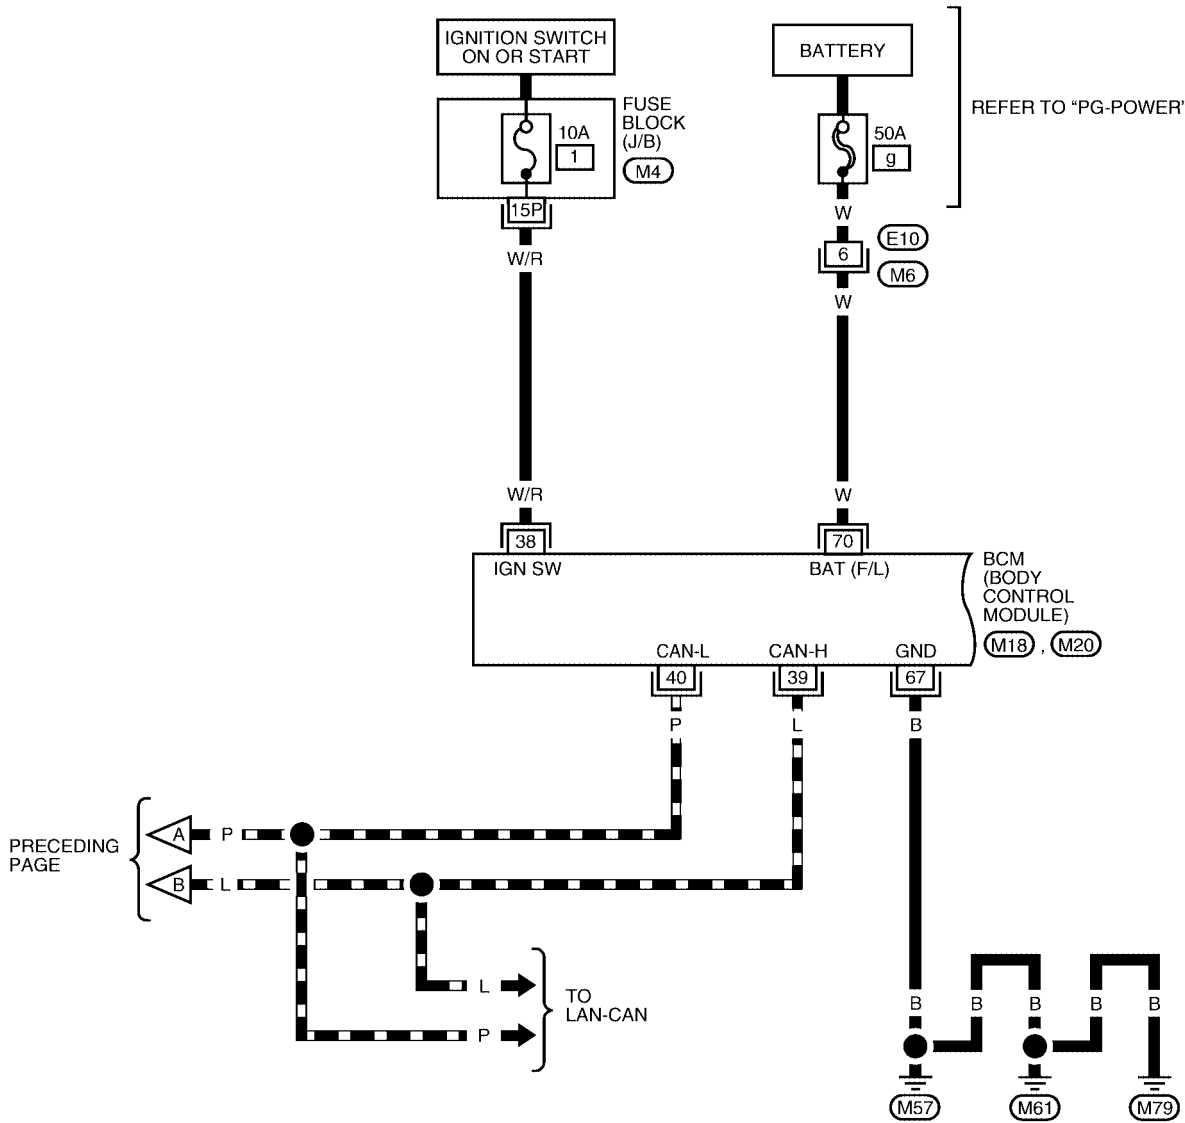 IGNITION SWITCH
ON OR START
BATTERY
REFER TO “PG-POWER”
FUSE
BLOCK
(J/B)
M4
10A
1
50A
g
15P
W/R
W
E10
6
M6
W
W/R
W
38
70
IGN SW
BAT (F/L)
BCM
(BODY
CONTROL
MODULE)
M18 , M20
CAN-L
CAN-H
GND
40
39
67
P
L
B
PRECEDING
PAGE
A
P
B
L
L
P
TO
LAN-CAN
B
B
B
B
B
M57
M61
M79